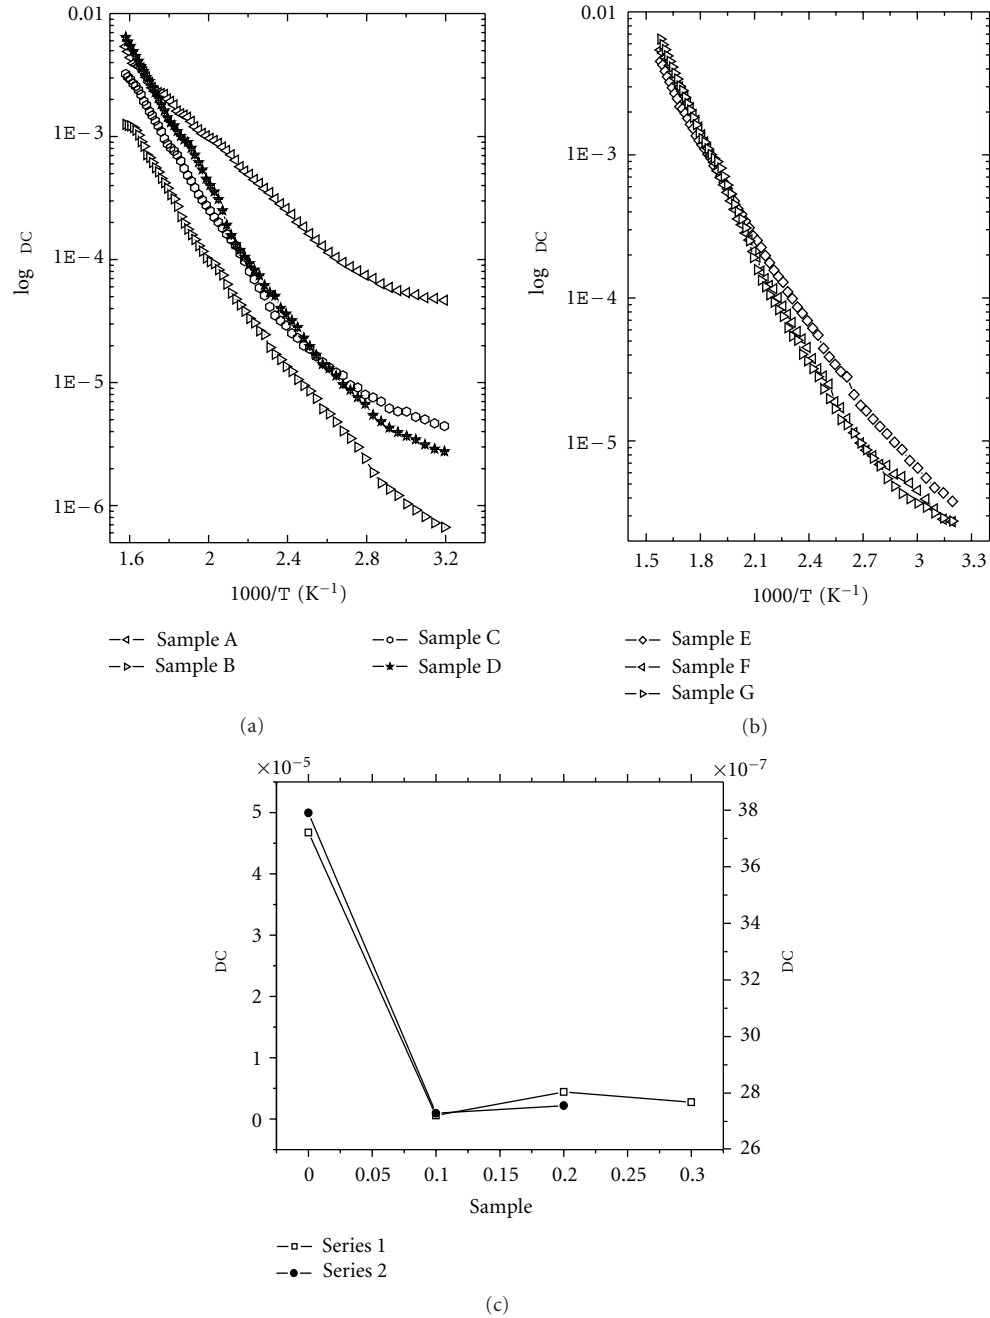 0.01
1E−3
1E−4
1E−5
1E−6
log DC
1.6 2 2.4 2.8 3.2
1000/T (K−1)
Sample A
Sample B
Sample C
Sample D
(a)
0.01
1E−3
1E−4
1E−5
log DC
1.5 1.8 2.1 2.4 2.7 3 3.3
1000/T (K−1)
Sample E
Sample F
Sample G
(b)
×10−5
×10−7
5
4
3
2
1
0
DC
38
36
34
32
30
28
26
DC
0 0.05 0.1 0.15 0.2 0.25 0.3
Sample
Series 1
Series 2
(c)